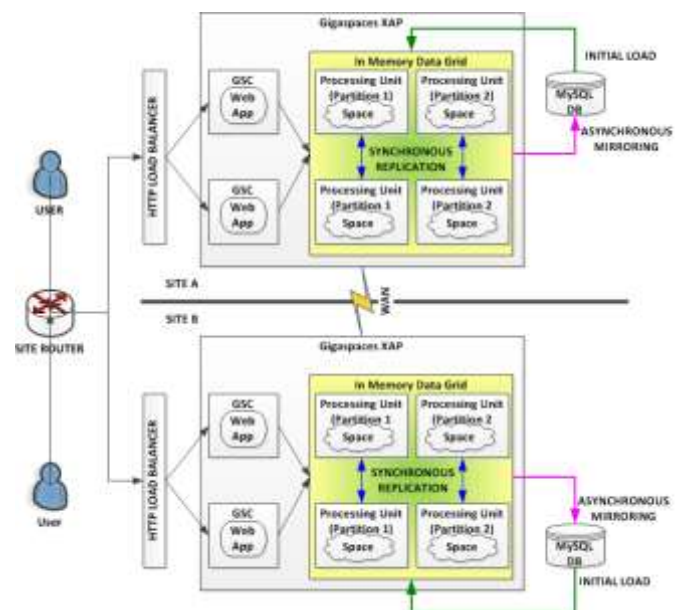 Gigaspaces XAP
In Memory Data Grid
INITIAL LOAD
MySQL
DB
ASYNCHRONOUS
MIRRORING
HTTP LOAD BALANCER
GSC
Web
App
Processing Unit
(Partition 1)
Space
Processing Unit
(Partition 2)
Space
SYNCHRONOUS
REPLICATION
GSC
Web
App
Processing Unit
(Partition 1
Space
Processing Unit
(Partition 2
Space
USER
SITE A
WAN
SITE B
SITE ROUTER
Gigaspaces XAP
In Memory Data Grid
HTTP LOAD BALANCER
GSC
Web
App
Processing Unit
(Partition 1
Space
Processing Unit
(Partition 2
Space
SYNCHRONOUS
REPLICATION
GSC
Web
App
Processing Unit
(Partition 1)
Space
Processing Unit
(Partition 2)
Space
User
ASYNCHRONOUS
MIRRORING
MySQL
DB
INITIAL LOAD